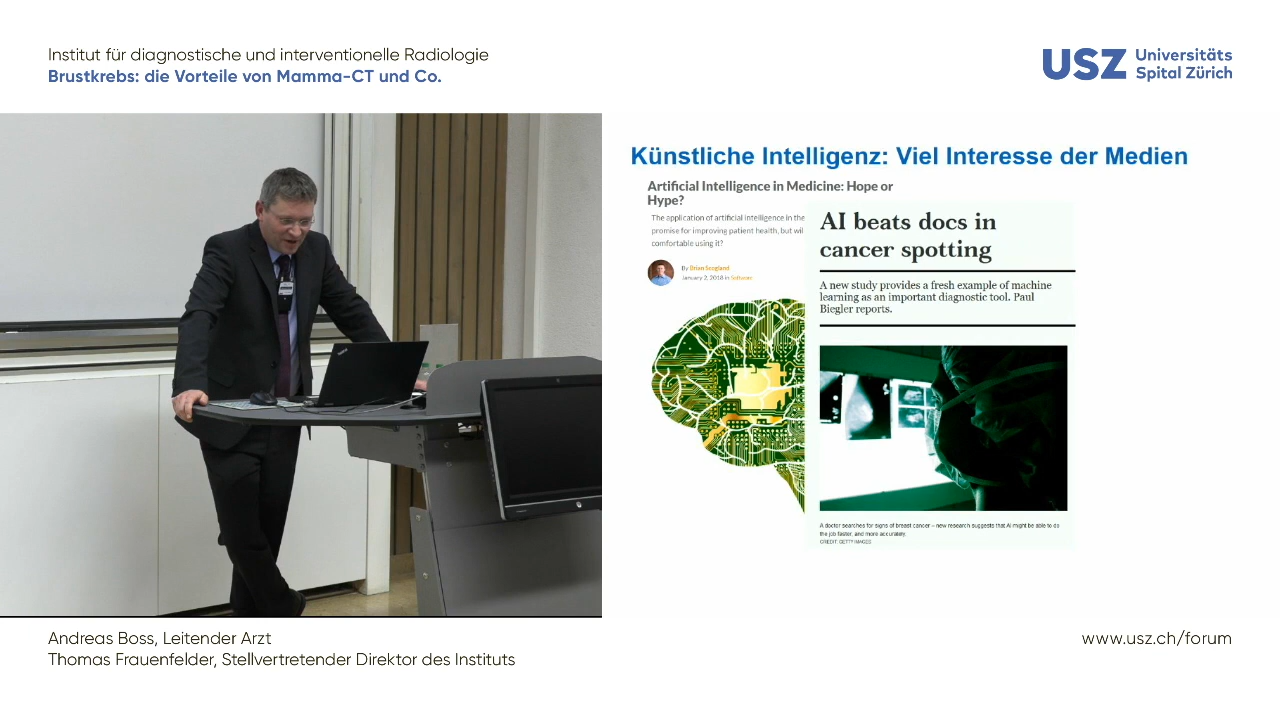 Institut für diagnostische und interventionelle Radiologie
Brustkrebs: die Vorteile von Mamma-CT und Co.
USZ Universitäts
Spital Zürich
Künstliche Intelligenz: Viel Interesse der Medien
Artificial Intelligence in Medicine: Hope or
Hype?
The application of artificial intelligence in the
promise for improving patient health, but wil
comfortable using it?
By Brian Scogland
January 2, 2018 in Software
AI beats docs in
cancer spotting
A new study provides a fresh example of machine
learning as an important diagnostic tool. Paul
Biegler reports.
A doctor searches for signs of breast cancer – new research suggests that AI might be able to do
the job faster, and more accurately.
CREDIT: GETTY IMAGES
Andreas Boss, Leitender Arzt
Thomas Frauenfelder, Stellvertretender Direktor des Instituts
www.usz.ch/forum